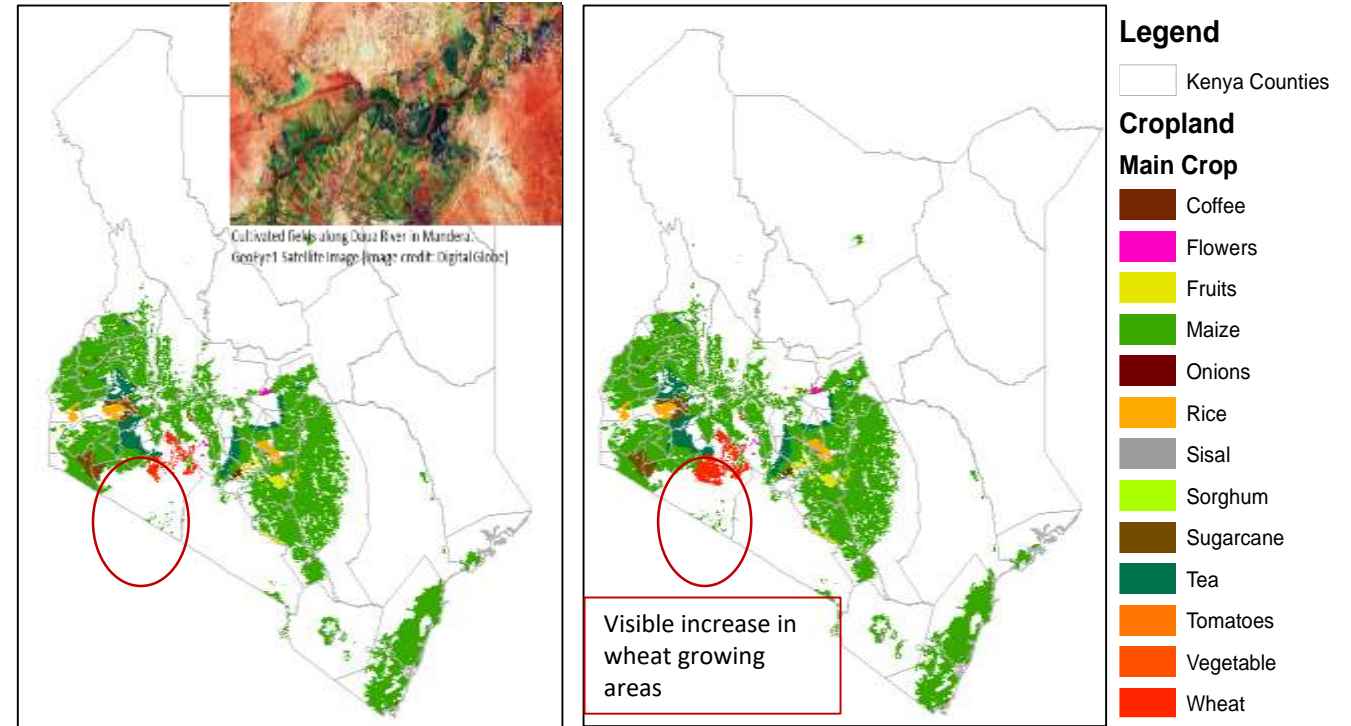 Cultivated fields along Daua River in Mandera.
GeoEye1 Satellite Image (Image credit: Digital Globe)
Visible increase in
wheat growing
areas
Legend
Kenya Counties
Cropland
Main Crop
Coffee
Flowers
Fruits
Maize
Onions
Rice
Sisal
Sorghum
Sugarcane
Tea
Tomatoes
Vegetable
Wheat